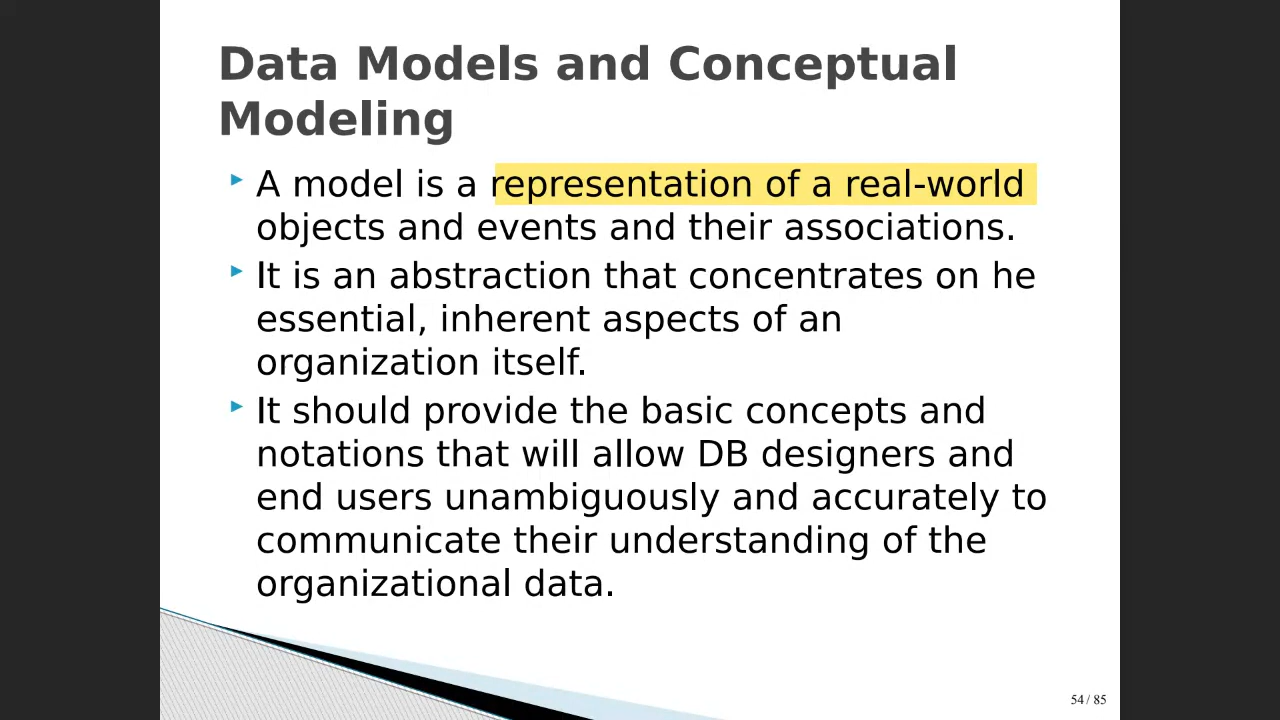 Data Models and Conceptual
Modeling
A model is a representation of a real-world
objects and events and their associations.
It is an abstraction that concentrates on he
essential, inherent aspects of an
organization itself.
It should provide the basic concepts and
notations that will allow DB designers and
end users unambiguously and accurately to
communicate their understanding of the
organizational data.
54 / 85